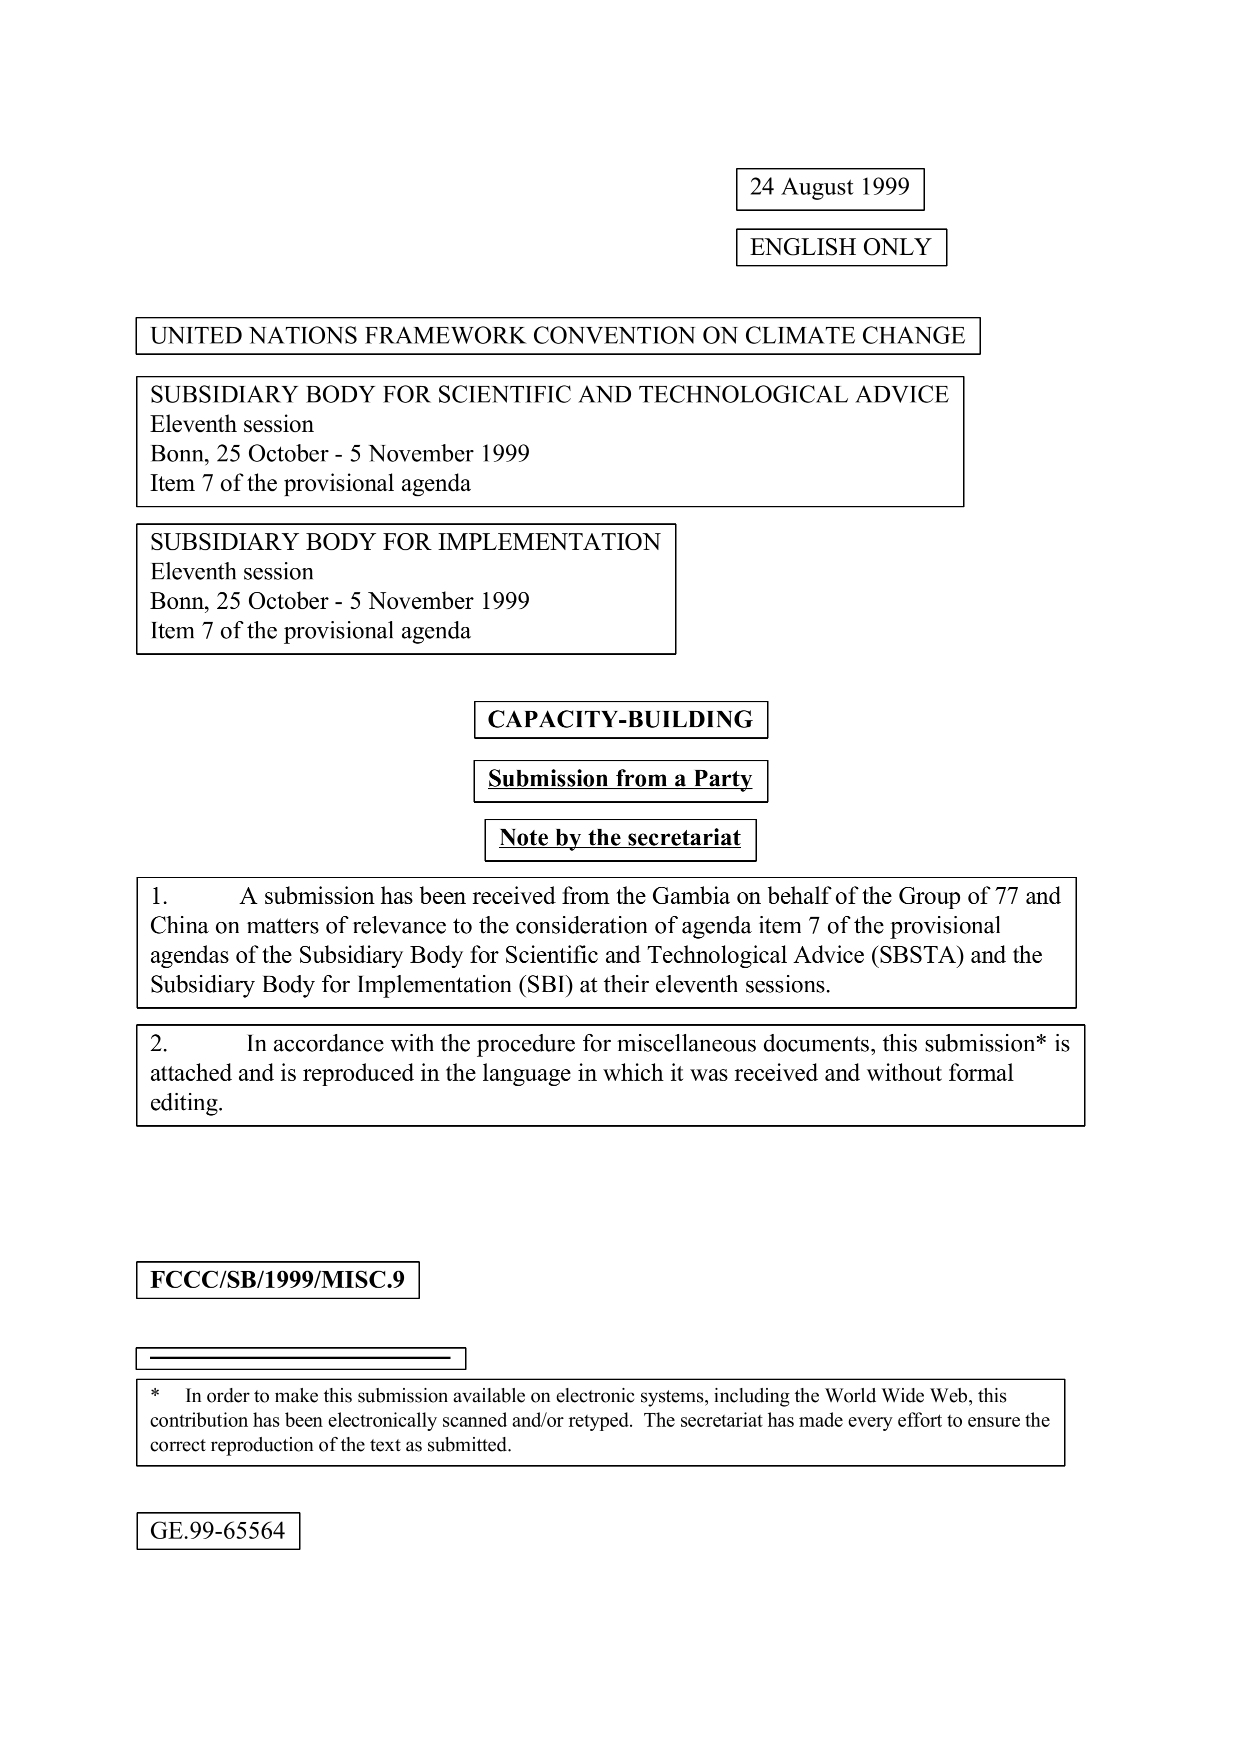 24 August 1999
ENGLISH ONLY
UNITED NATIONS FRAMEWORK CONVENTION ON CLIMATE CHANGE
SUBSIDIARY BODY FOR SCIENTIFIC AND TECHNOLOGICAL ADVICE
Eleventh session
Bonn, 25 October - 5 November 1999
Item 7 of the provisional agenda
SUBSIDIARY BODY FOR IMPLEMENTATION
Eleventh session
Bonn, 25 October - 5 November 1999
Item 7 of the provisional agenda
CAPACITY-BUILDING
Submission from a Party
Note by the secretariat
1. A submission has been received from the Gambia on behalf of the Group of 77 and
China on matters of relevance to the consideration of agenda item 7 of the provisional
agendas of the Subsidiary Body for Scientific and Technological Advice (SBSTA) and the
Subsidiary Body for Implementation (SBI) at their eleventh sessions.
2. In accordance with the procedure for miscellaneous documents, this submission* is
attached and is reproduced in the language in which it was received and without formal
editing.
FCCC/SB/1999/MISC.9
* In order to make this submission available on electronic systems, including the World Wide Web, this
contribution has been electronically scanned and/or retyped. The secretariat has made every effort to ensure the
correct reproduction of the text as submitted.
GE.99-65564